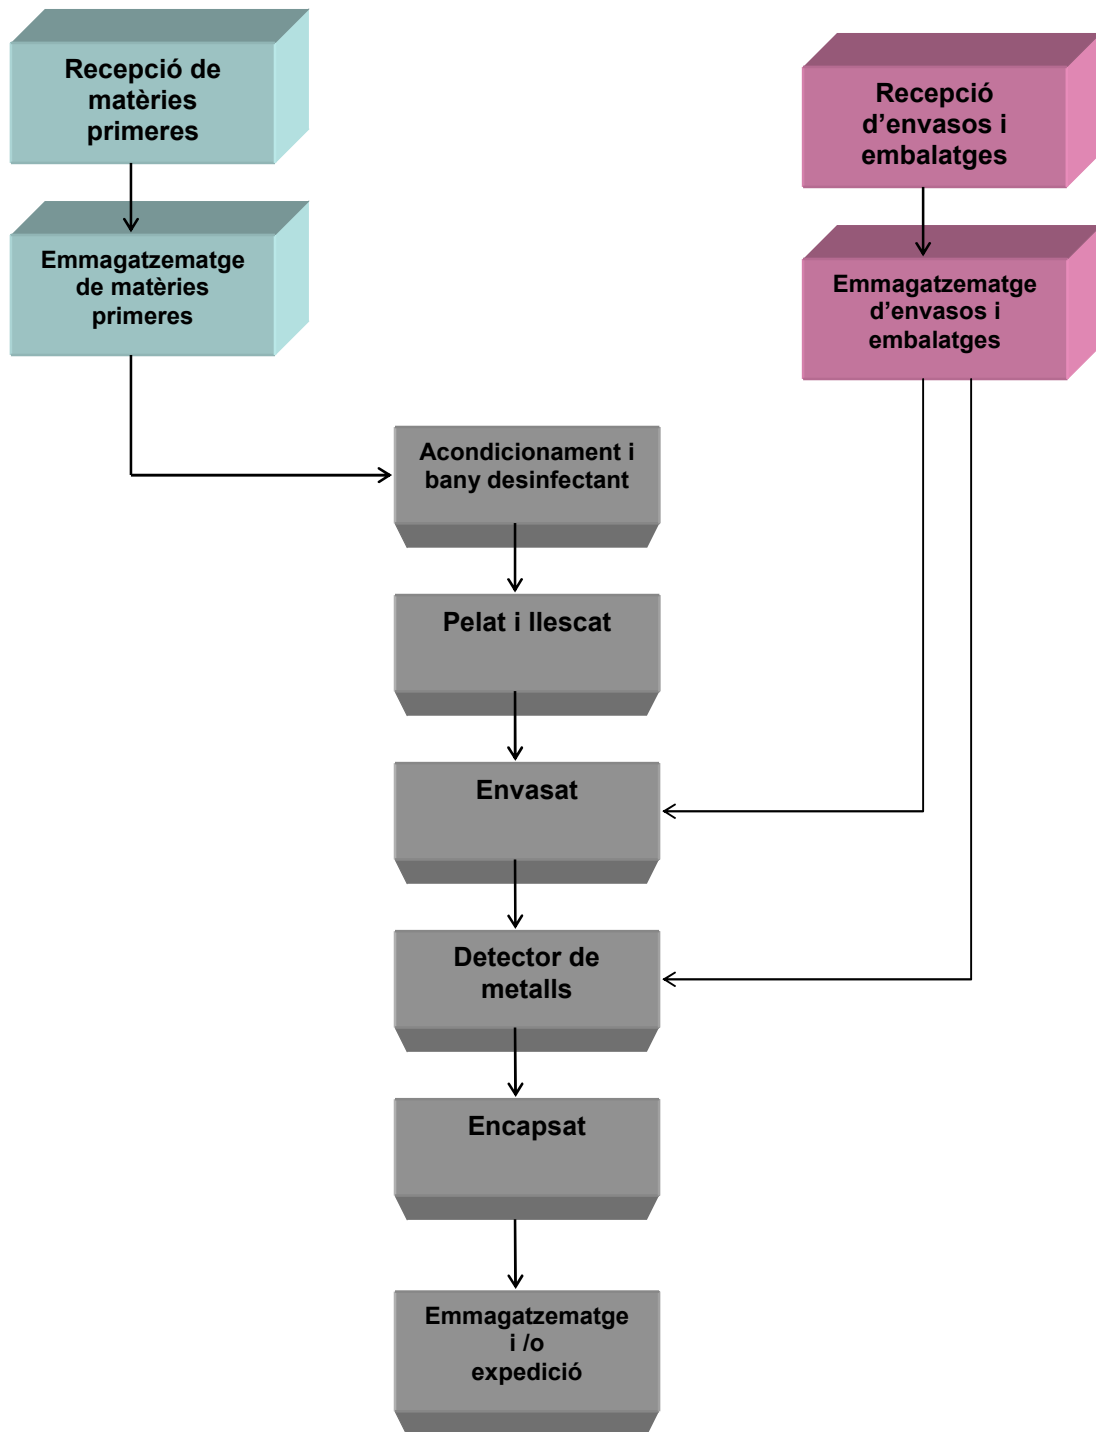 Recepció de
matèries
primeres
Recepció
d’envasos i
embalatges
Emmagatzematge
de matèries
primeres
Emmagatzematge
d’envasos i
embalatges
Acondicionament i
bany desinfectant
Pelat i llescat
Envasat
Detector de
metalls
Encapsat
Emmagatzematge
i /o
expedició